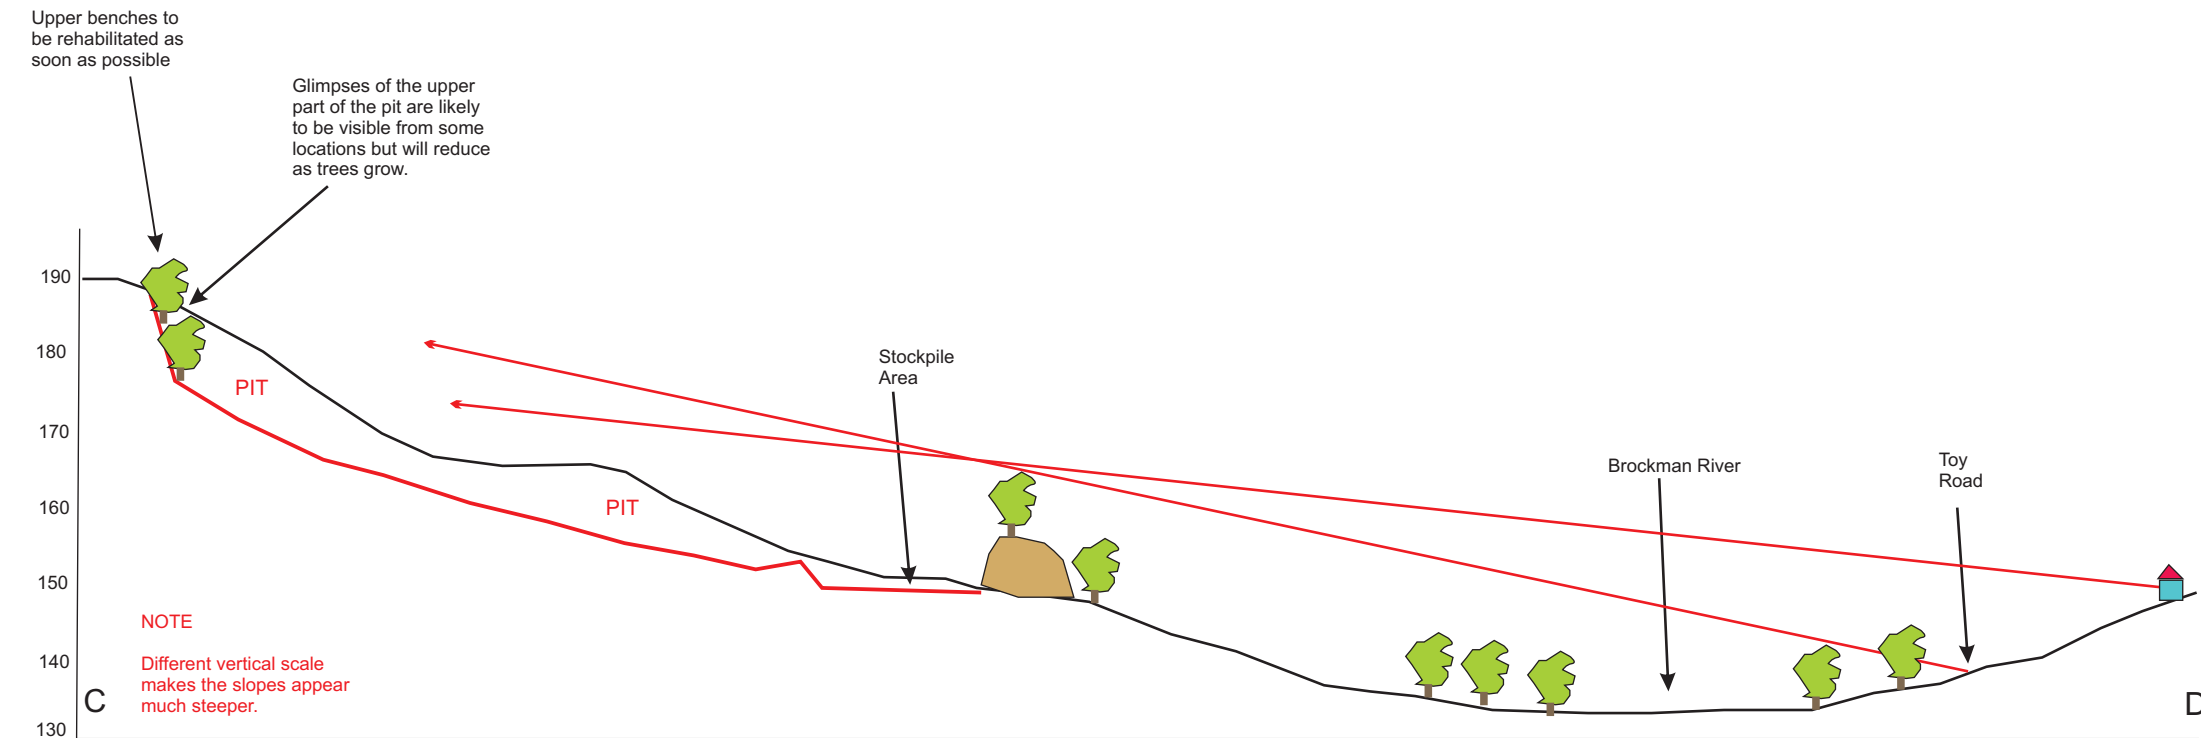 Upper benches to
be rehabilitated as
soon as possible
Glimpses of the upper
part of the pit are likely
to be visible from some
locations but will reduce
as trees grow.
190
180
170
160
150
140
130
PIT
PIT
Stockpile
Area
Brockman River
Toy
Road
NOTE
Different vertical scale
makes the slopes appear
much steeper.
C
D